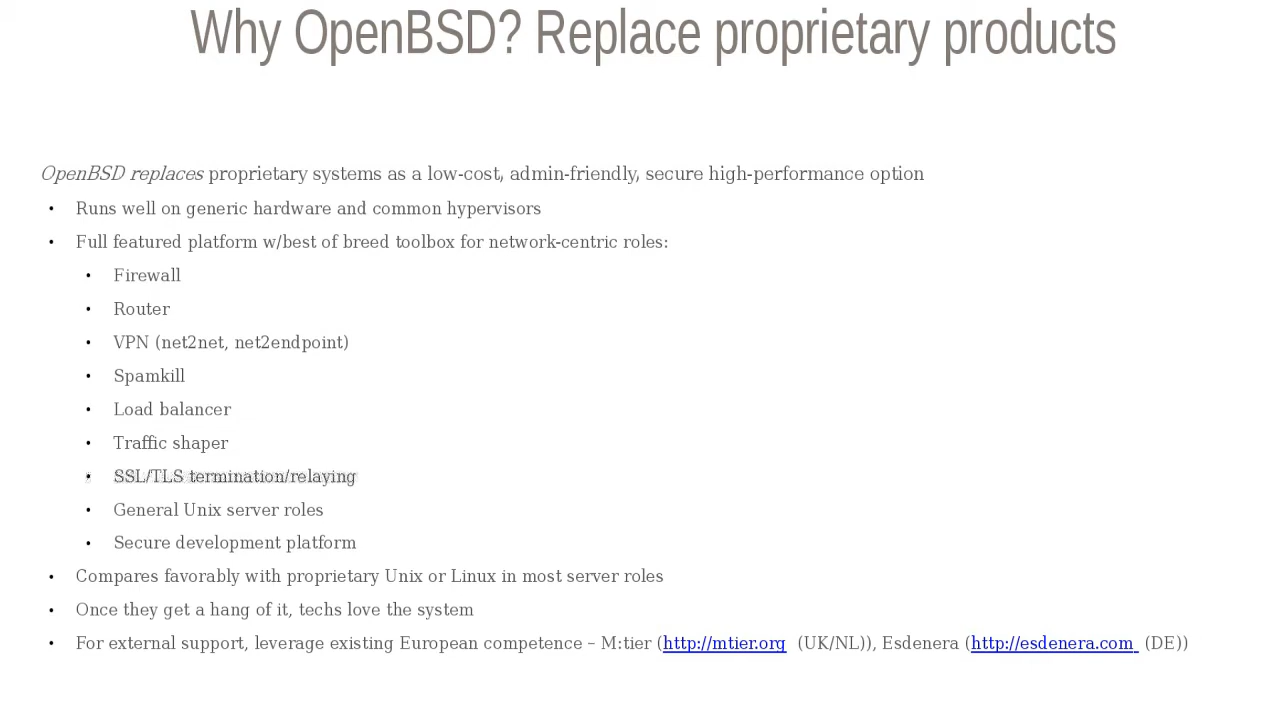 Why OpenBSD? Replace proprietary products
OpenBSD replaces proprietary systems as a low-cost, admin-friendly, secure high-performance option
• Runs well on generic hardware and common hypervisors
• Full featured platform w/best of breed toolbox for network-centric roles:
• Firewall
• Router
• VPN (net2net, net2endpoint)
• Spamkill
• Load balancer
• Traffic shaper
• SSL/TLS termination/relaying
• General Unix server roles
• Secure development platform
• Compares favorably with proprietary Unix or Linux in most server roles
• Once they get a hang of it, techs love the system
• For external support, leverage existing European competence – M:tier (http://mtier.org (UK/NL)), Esdenera (http://esdenera.com (DE))